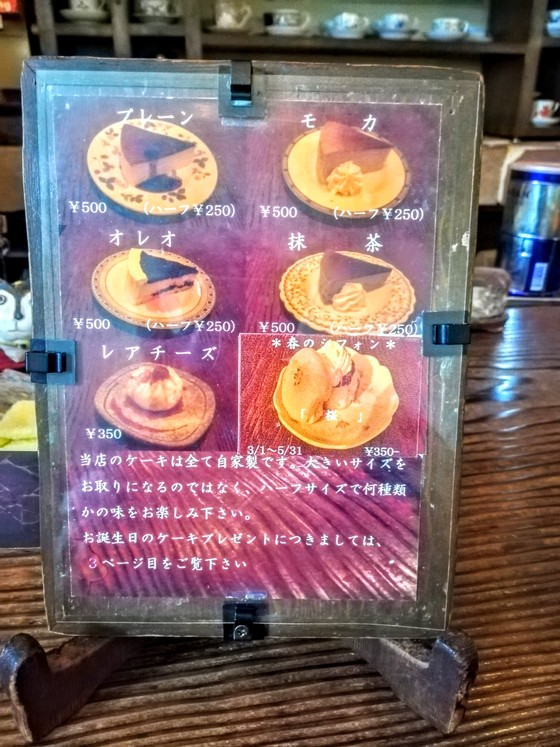 プレーン モカ
¥500 (ハーフ¥250) ¥500 (ハーフ¥250)
オレオ 抹茶
¥500 (ハーフ¥250) ¥500 (ハーフ¥250)
レアチーズ *春のシフォン*
「桜」
¥350 3/1~5/31 ¥350-
当店のケーキは全て自家製です。大きいサイズを
お取りになるのではなく、ハーフサイズで何種類
かの味をお楽しみ下さい。
お誕生日のケーキプレゼントにつきましては、
3ページ目をご覧下さい